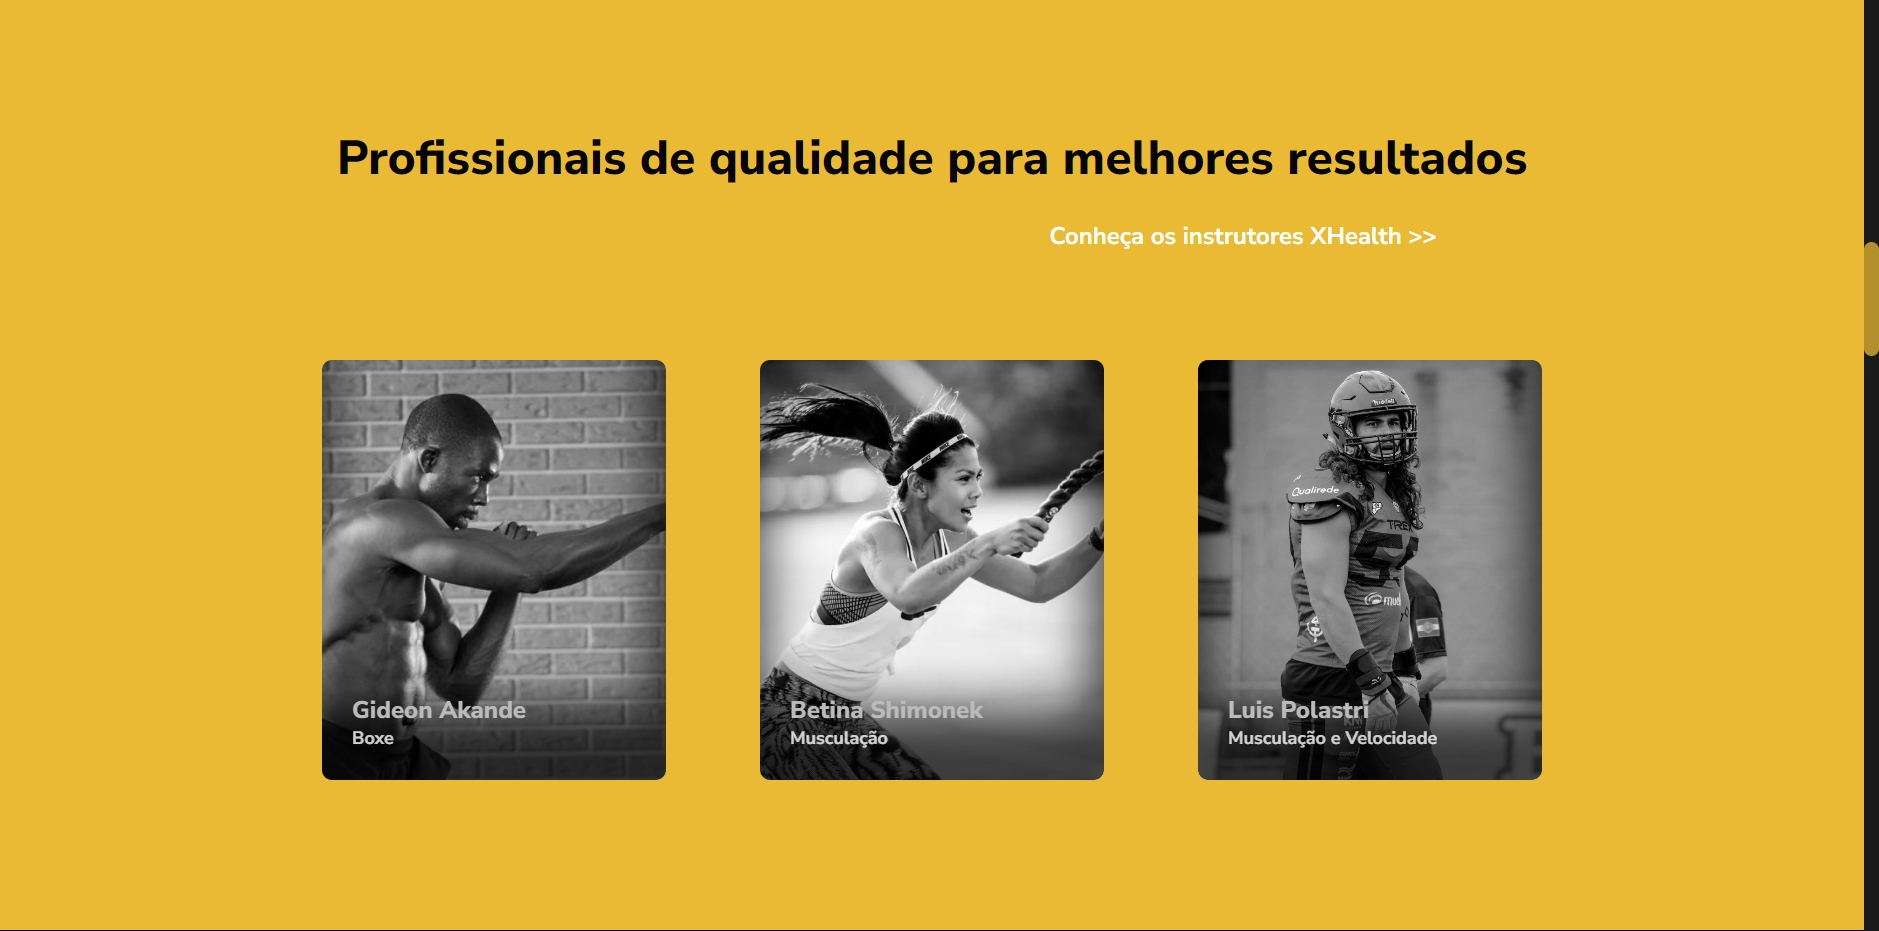 Profissionais de qualidade para melhores resultados
Conheça os instrutores XHealth >>
Qualirede
Gideon Akande
Boxe
Betina Shimonek
Musculação
Luis Polastri
Musculação e Velocidade